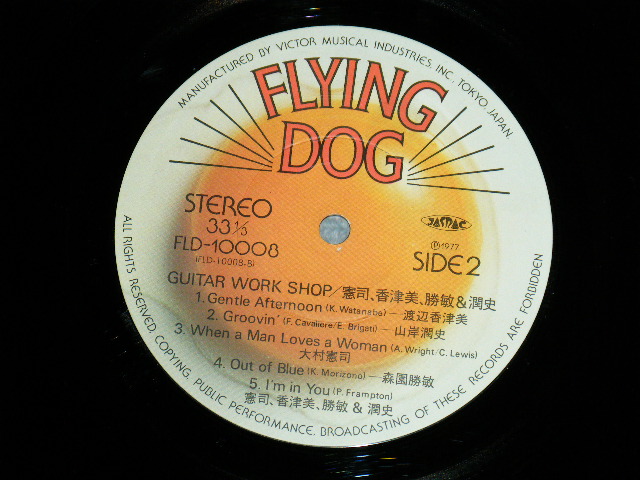 MANUFACTURED BY VICTOR MUSICAL INDUSTRIES, INC. TOKYO, JAPAN.
FLYING
DOG
STEREO
33 1/3
FLD-10008
(FLD-10008-B)
JASRAC
Ⓟ1977
SIDE 2
GUITAR WORK SHOP/憲司、香津美、勝敏&潤史
1. Gentle Afternoon (K. Watanabe) — 渡辺香津美
2. Groovin' (F. Cavaliere/E. Brigati) — 山岸潤史
3. When a Man Loves a Woman (A. Wright/C. Lewis)
大村憲司
4. Out of Blue (K. Morizono) — 森園勝敏
5. I'm in You (P. Frampton)
憲司、香津美、勝敏 & 潤史
ALL RIGHTS RESERVED, COPYING, PUBLIC PERFORMANCE, BROADCASTING OF THESE RECORDS ARE FORBIDDEN